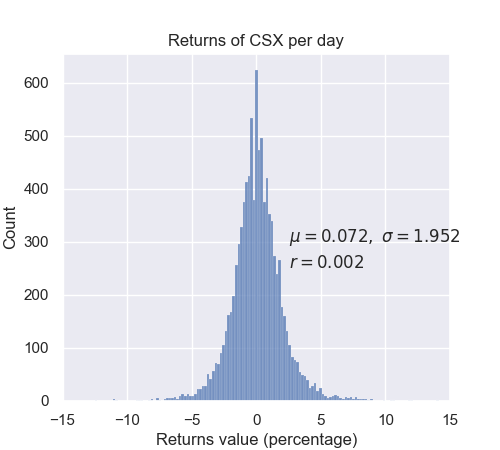 Returns of CSX per day
600
500
400
300
200
100
0
Count
μ = 0.072, σ = 1.952
r = 0.002
−15 −10 −5 0 5 10 15
Returns value (percentage)